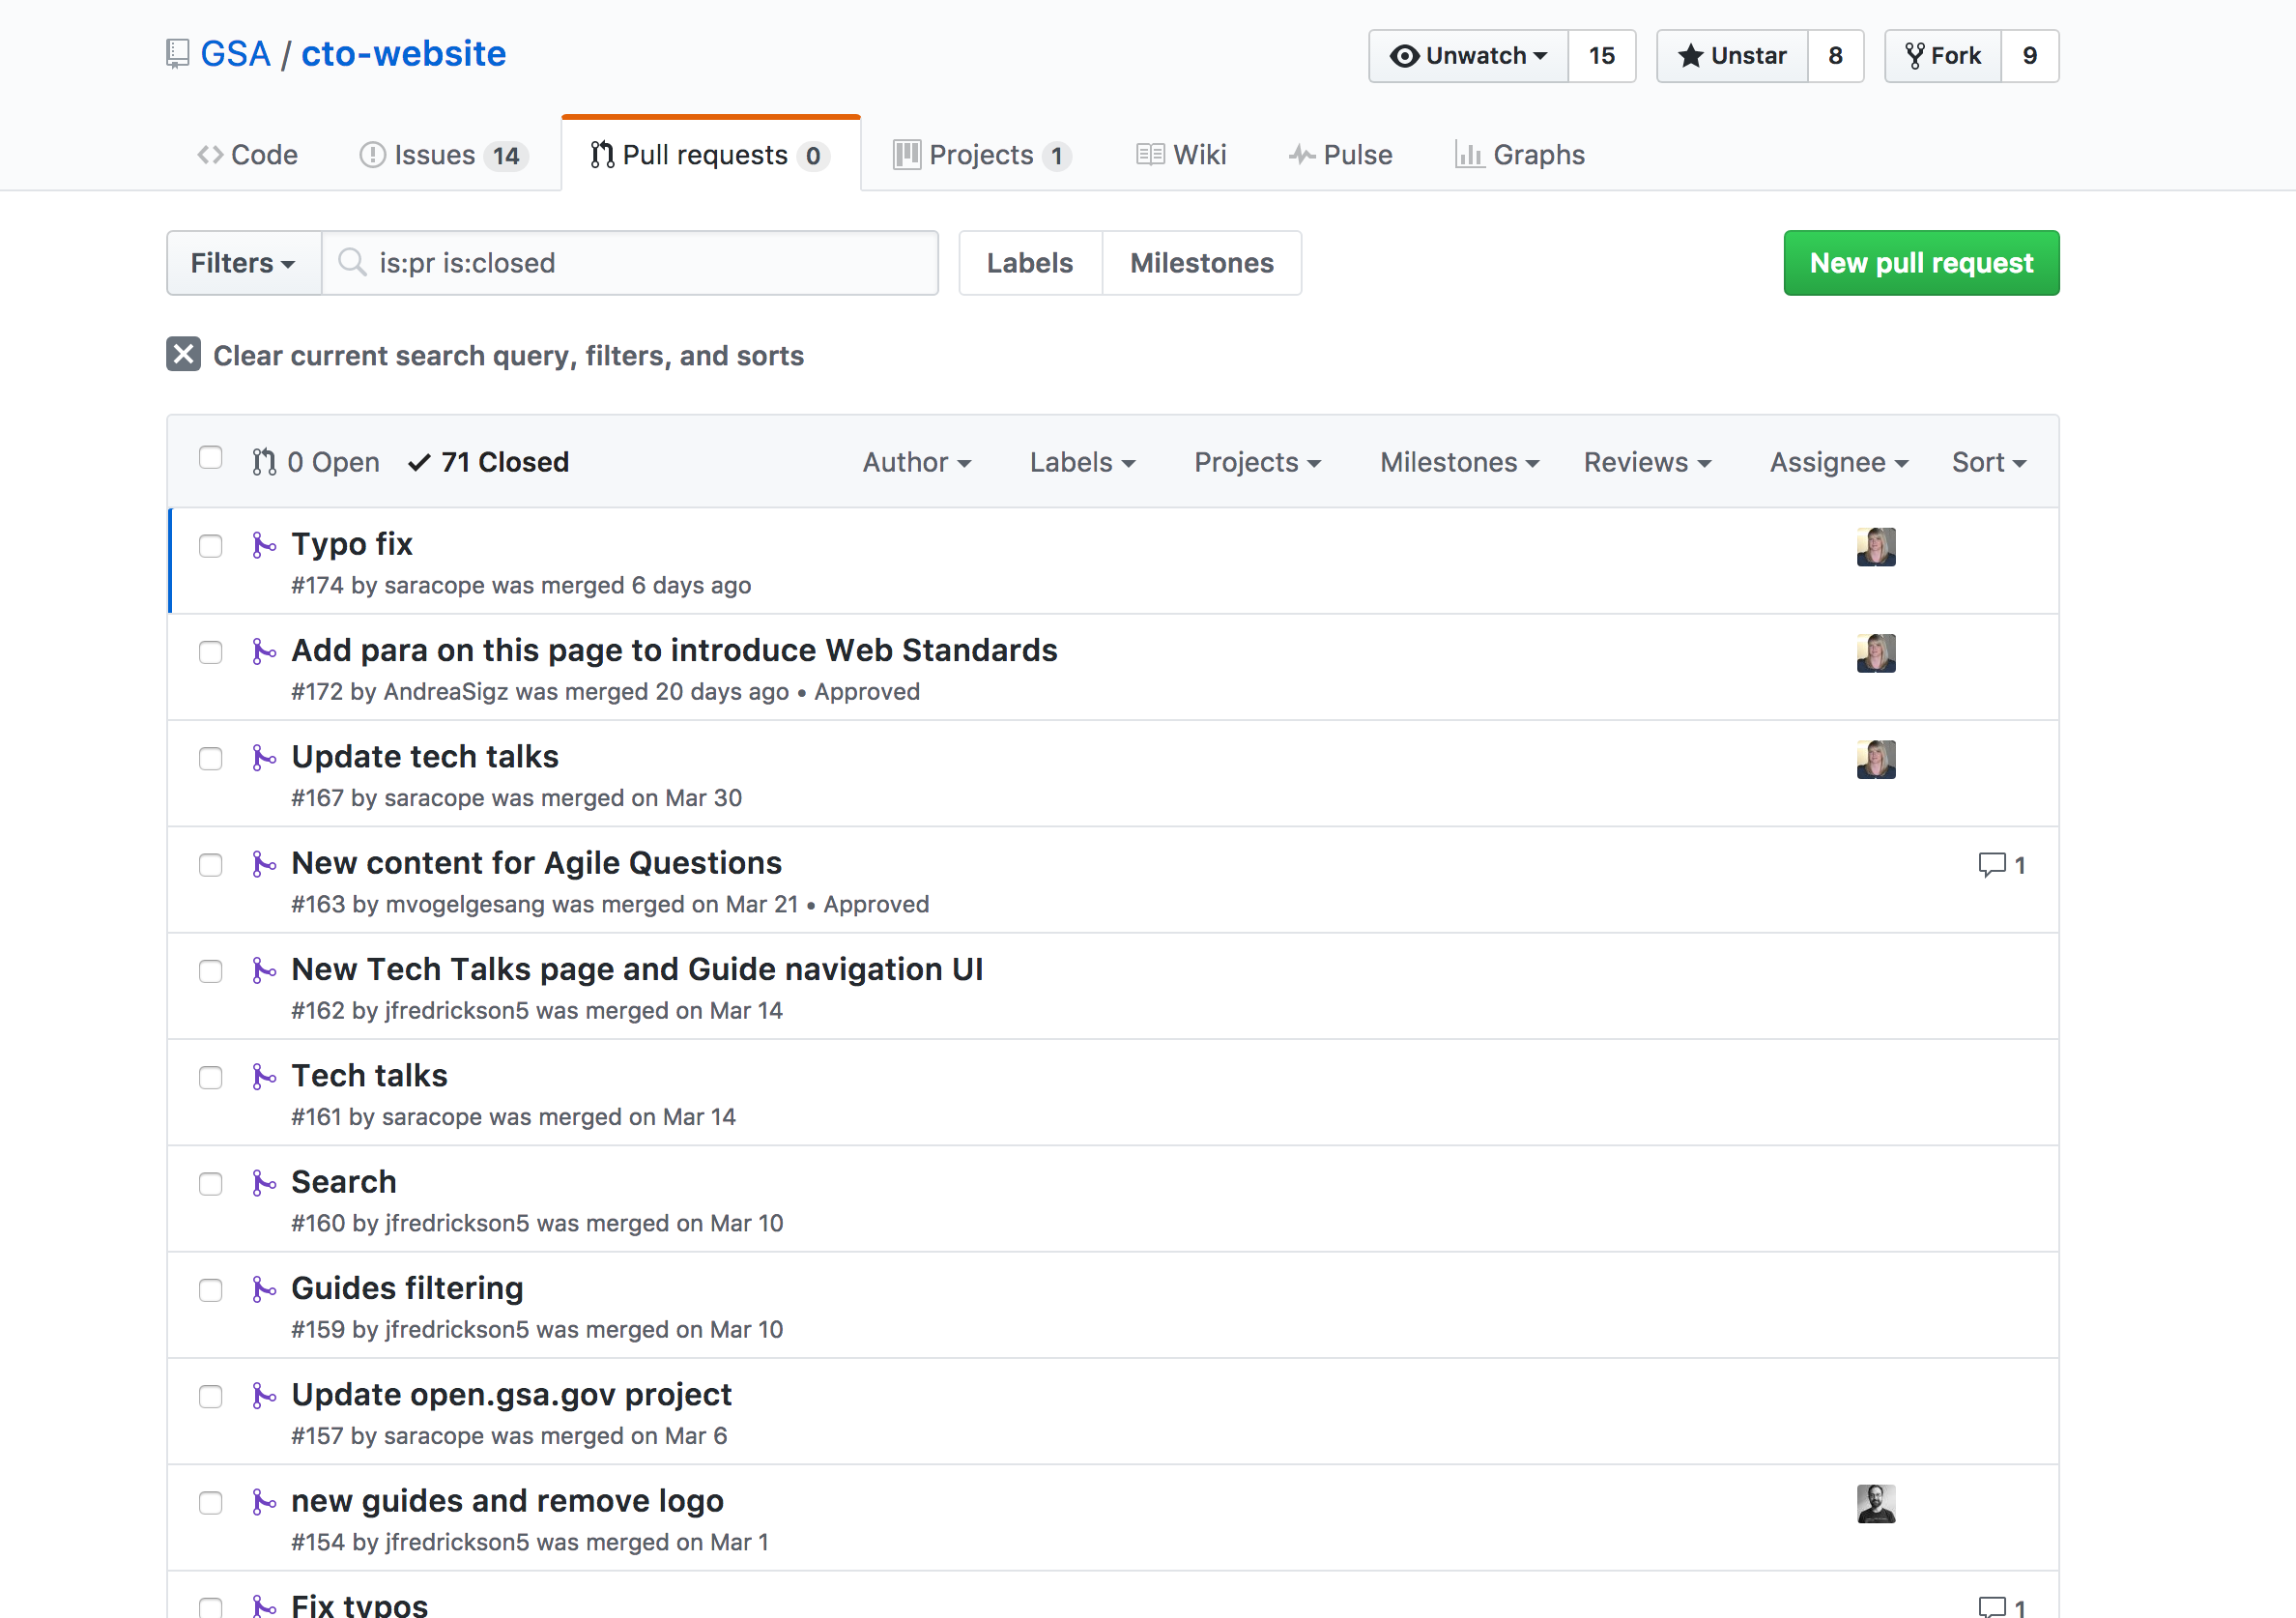 GSA / cto-website
Unwatch 15
Unstar 8
Fork 9
Code
Issues 14
Pull requests 0
Projects 1
Wiki
Pulse
Graphs
Filters
is:pr is:closed
Labels
Milestones
New pull request
Clear current search query, filters, and sorts
0 Open
71 Closed
Author
Labels
Projects
Milestones
Reviews
Assignee
Sort
Typo fix
#174 by saracope was merged 6 days ago
Add para on this page to introduce Web Standards
#172 by AndreaSigz was merged 20 days ago • Approved
Update tech talks
#167 by saracope was merged on Mar 30
New content for Agile Questions
1
#163 by mvogelgesang was merged on Mar 21 • Approved
New Tech Talks page and Guide navigation UI
#162 by jfredrickson5 was merged on Mar 14
Tech talks
#161 by saracope was merged on Mar 14
Search
#160 by jfredrickson5 was merged on Mar 10
Guides filtering
#159 by jfredrickson5 was merged on Mar 10
Update open.gsa.gov project
#157 by saracope was merged on Mar 6
new guides and remove logo
#154 by jfredrickson5 was merged on Mar 1
Fix typos
1